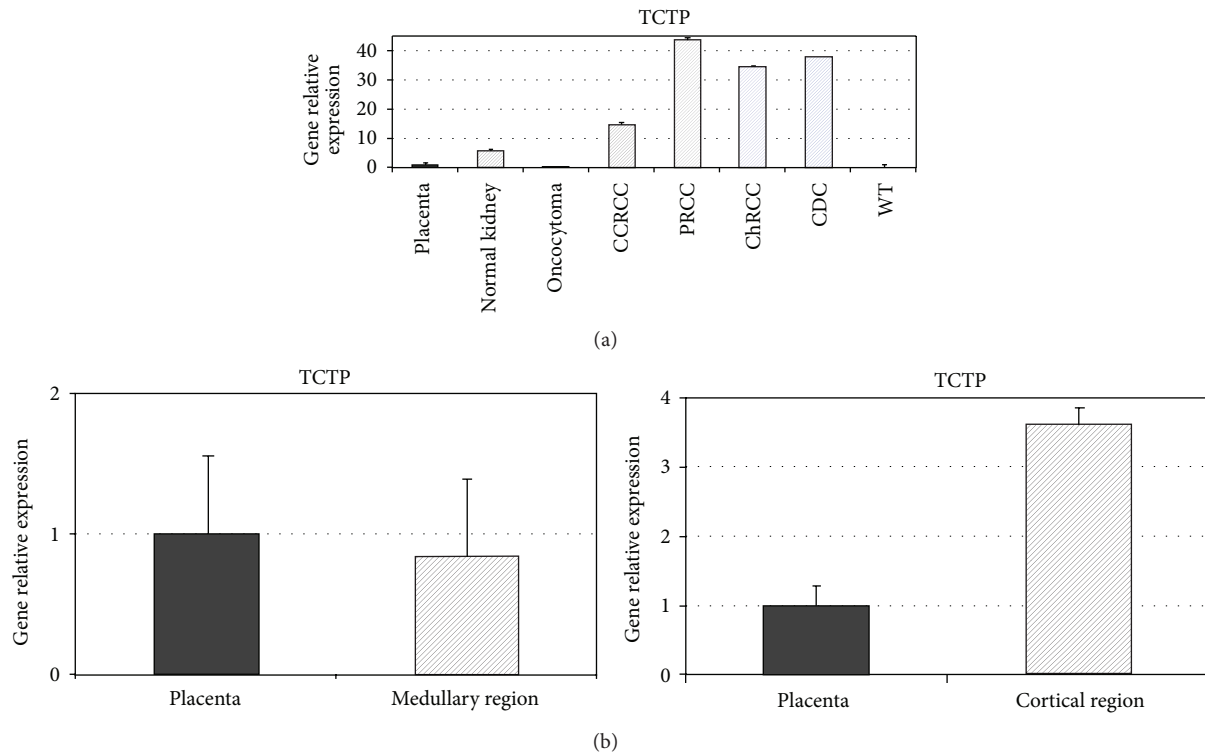 TCTP
Gene relative
expression
40
30
20
10
0
Placenta
Normal kidney
Oncocytoma
CCRCC
PRCC
ChRCC
CDC
WT
(a)
TCTP
Gene relative expression
2
1
0
Placenta
Medullary region
TCTP
Gene relative expression
4
3
2
1
0
Placenta
Cortical region
(b)